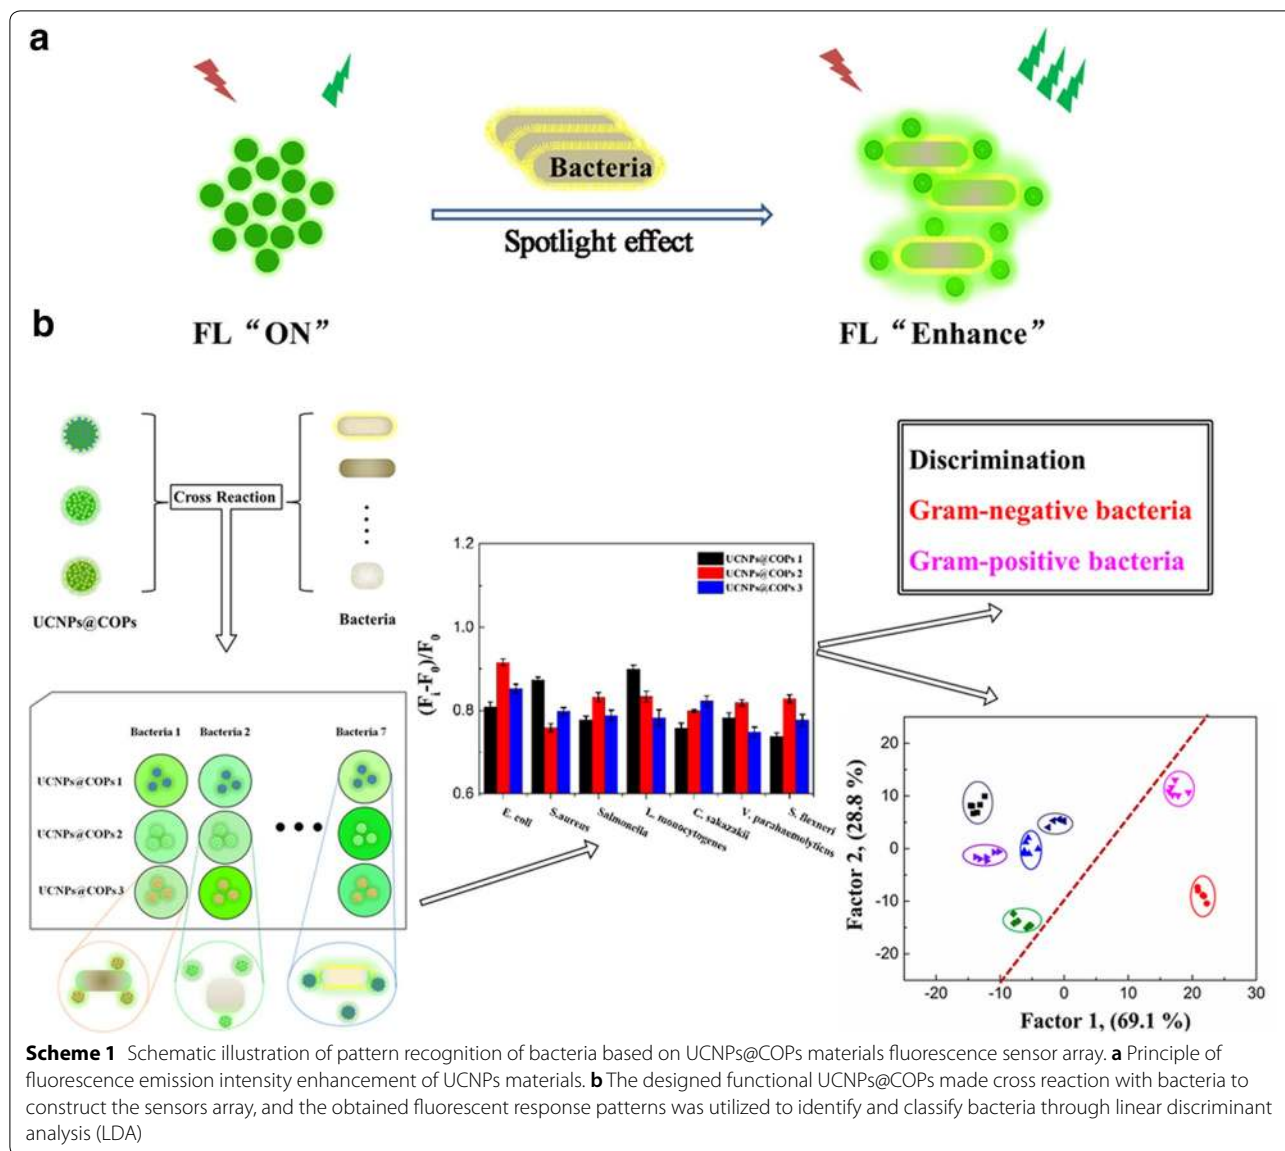 a
Bacteria
Spotlight effect
FL “ON”
FL “Enhance”
b
Cross Reaction
UCNPs@COPs
Bacteria
Bacteria 1
Bacteria 2
Bacteria 7
UCNPs@COPs 1
UCNPs@COPs 2
UCNPs@COPs 3
(Fi-F0)/F0
1.2
1.0
0.8
0.6
UCNPs@COPs 1
UCNPs@COPs 2
UCNPs@COPs 3
E. coli
S.aureus
Salmonella
L. monocytogenes
C. sakazakii
V. parahaemolyticus
S. flexneri
Discrimination
Gram-negative bacteria
Gram-positive bacteria
Factor 2, (28.8 %)
20
10
0
-10
-20
-20
-10
0
10
20
30
Factor 1, (69.1 %)
Scheme 1 Schematic illustration of pattern recognition of bacteria based on UCNPs@COPs materials fluorescence sensor array. a Principle of
fluorescence emission intensity enhancement of UCNPs materials. b The designed functional UCNPs@COPs made cross reaction with bacteria to
construct the sensors array, and the obtained fluorescent response patterns was utilized to identify and classify bacteria through linear discriminant
analysis (LDA)